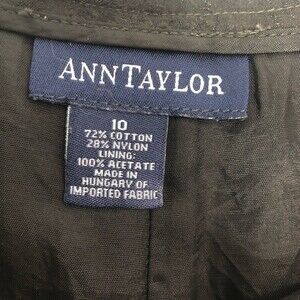 ANNTAYLOR
10
72% COTTON
28% NYLON
LINING:
100% ACETATE
MADE IN
HUNGARY OF
IMPORTED FABRIC